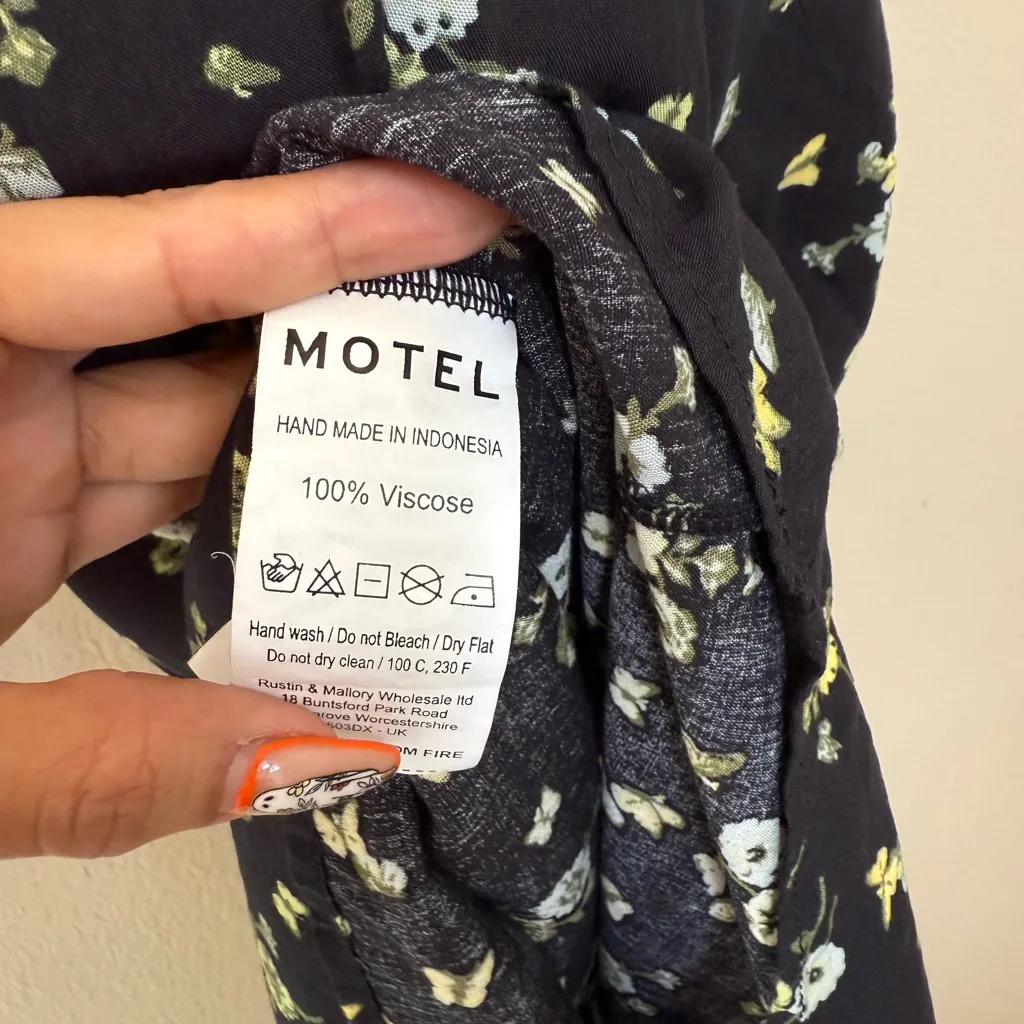 MOTEL
HAND MADE IN INDONESIA
100% Viscose
Hand wash / Do not Bleach / Dry Flat
Do not dry clean / 100 C, 230 F
Rustin & Mallory Wholesale ltd
18 Buntsford Park Road
Worcestershire
- UK
FIRE